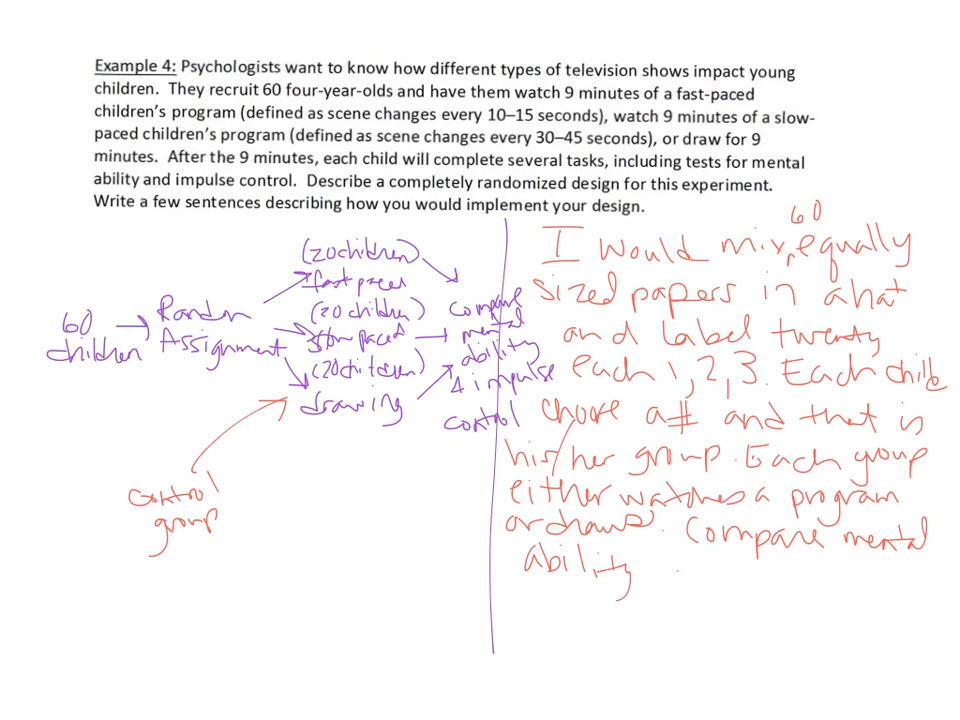 Example 4: Psychologists want to know how different types of television shows impact young
children. They recruit 60 four-year-olds and have them watch 9 minutes of a fast-paced
children's program (defined as scene changes every 10–15 seconds), watch 9 minutes of a slow-
paced children's program (defined as scene changes every 30–45 seconds), or draw for 9
minutes. After the 9 minutes, each child will complete several tasks, including tests for mental
ability and impulse control. Describe a completely randomized design for this experiment.
Write a few sentences describing how you would implement your design.
60
children
Random
Assignment
(20 children)
fast paced
(20 children)
slow paced
(20 children)
drawing
compare
mental
ability
& impulse
control
control
group
60
I would mix, equally
sized papers in a hat
and label twenty
each 1, 2, 3. Each child
choose a # and that is
his/her group. Each group
either watches a program
or draws. Compare mental
ability